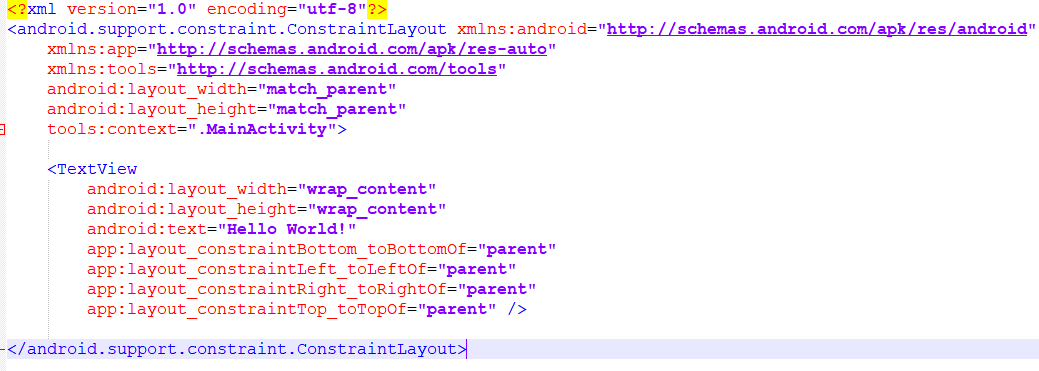 <?xml version="1.0" encoding="utf-8"?>
<android.support.constraint.ConstraintLayout xmlns:android="http://schemas.android.com/apk/res/android"
    xmlns:app="http://schemas.android.com/apk/res-auto"
    xmlns:tools="http://schemas.android.com/tools"
    android:layout_width="match_parent"
    android:layout_height="match_parent"
    tools:context=".MainActivity">

    <TextView
        android:layout_width="wrap_content"
        android:layout_height="wrap_content"
        android:text="Hello World!"
        app:layout_constraintBottom_toBottomOf="parent"
        app:layout_constraintLeft_toLeftOf="parent"
        app:layout_constraintRight_toRightOf="parent"
        app:layout_constraintTop_toTopOf="parent" />

</android.support.constraint.ConstraintLayout>